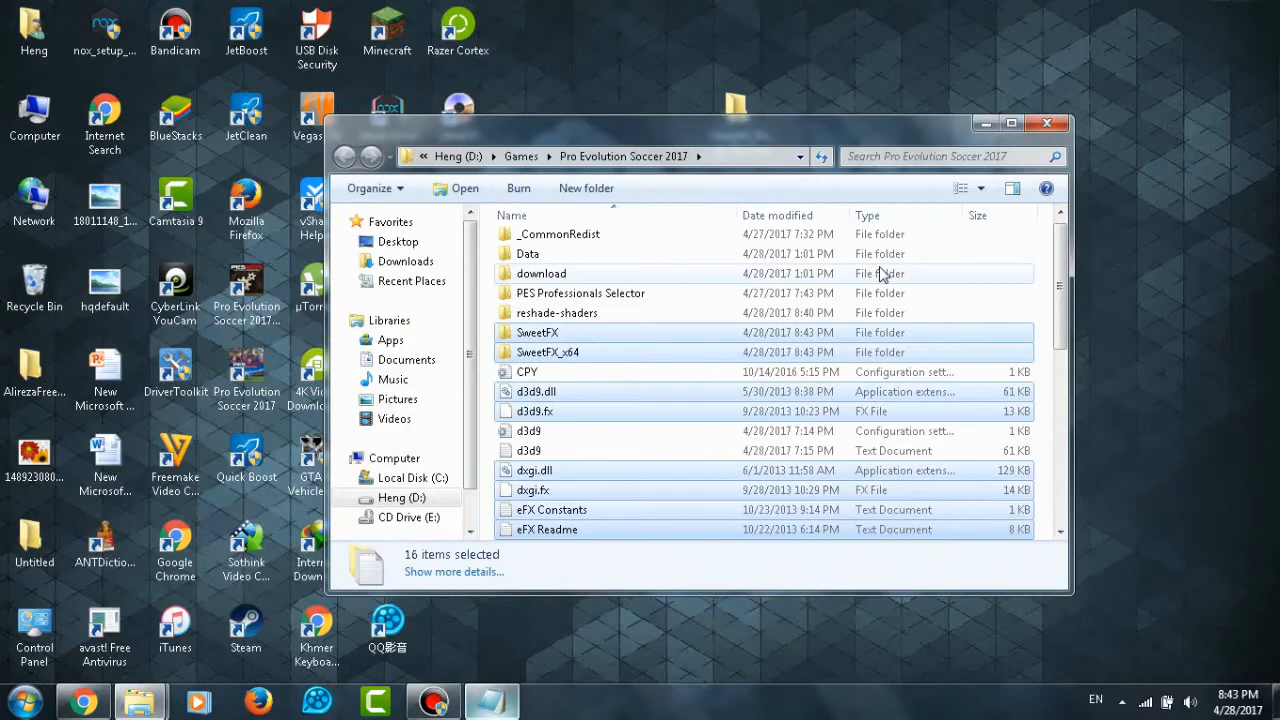 Heng
nox_setup_...
Bandicam
JetBoost
USB Disk
Security
Minecraft
Razer Cortex
Computer
Internet
Search
BlueStacks
JetClean
Vegas
Network
18011148_1...
Camtasia 9
Mozilla
Firefox
vSha
Help
Recycle Bin
hqdefault
CyberLink
YouCam
Pro Evolution
Soccer 2017...
µTorr
AlirezaFree...
New
Microsoft ...
DriverToolkit
Pro Evolution
Soccer 2017
4K Vid
Downlo
148923080...
New
Microsof...
Freemake
Video C...
Quick Boost
GTA
Vehicle
Untitled
ANTDictio...
Google
Chrome
Sothink
Video C...
Intern
Down
Control
Panel
avast! Free
Antivirus
iTunes
Steam
Khmer
Keyboa...
QQ影音
« Heng (D:) Games Pro Evolution Soccer 2017
Search Pro Evolution Soccer 2017
Organize Open Burn New folder
Favorites
Desktop
Downloads
Recent Places
Libraries
Apps
Documents
Music
Pictures
Videos
Computer
Local Disk (C:)
Heng (D:)
CD Drive (E:)
Name Date modified Type Size
_CommonRedist 4/27/2017 7:32 PM File folder
Data 4/28/2017 1:01 PM File folder
download 4/28/2017 1:01 PM File folder
PES Professionals Selector 4/27/2017 7:43 PM File folder
reshade-shaders 4/28/2017 8:40 PM File folder
SweetFX 4/28/2017 8:43 PM File folder
SweetFX_x64 4/28/2017 8:43 PM File folder
CPY 10/14/2016 5:15 PM Configuration sett... 1 KB
d3d9.dll 5/30/2013 8:38 PM Application extens... 61 KB
d3d9.fx 9/28/2013 10:23 PM FX File 13 KB
d3d9 4/28/2017 7:14 PM Configuration sett... 1 KB
d3d9 4/28/2017 7:15 PM Text Document 61 KB
dxgi.dll 6/1/2013 11:58 AM Application extens... 129 KB
dxgi.fx 9/28/2013 10:29 PM FX File 14 KB
eFX Constants 10/23/2013 9:14 PM Text Document 1 KB
eFX Readme 10/22/2013 6:14 PM Text Document 8 KB
16 items selected
Show more details...
EN
8:43 PM
4/28/2017